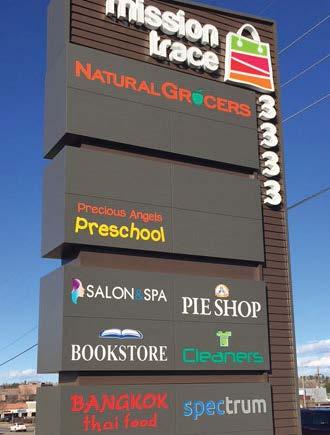 mission
trace
3333
NATURAL GROCERS
Precious Angels
Preschool
SALON&SPA
PIE SHOP
BOOKSTORE
Cleaners
BANGKOK
thai food
spectrum